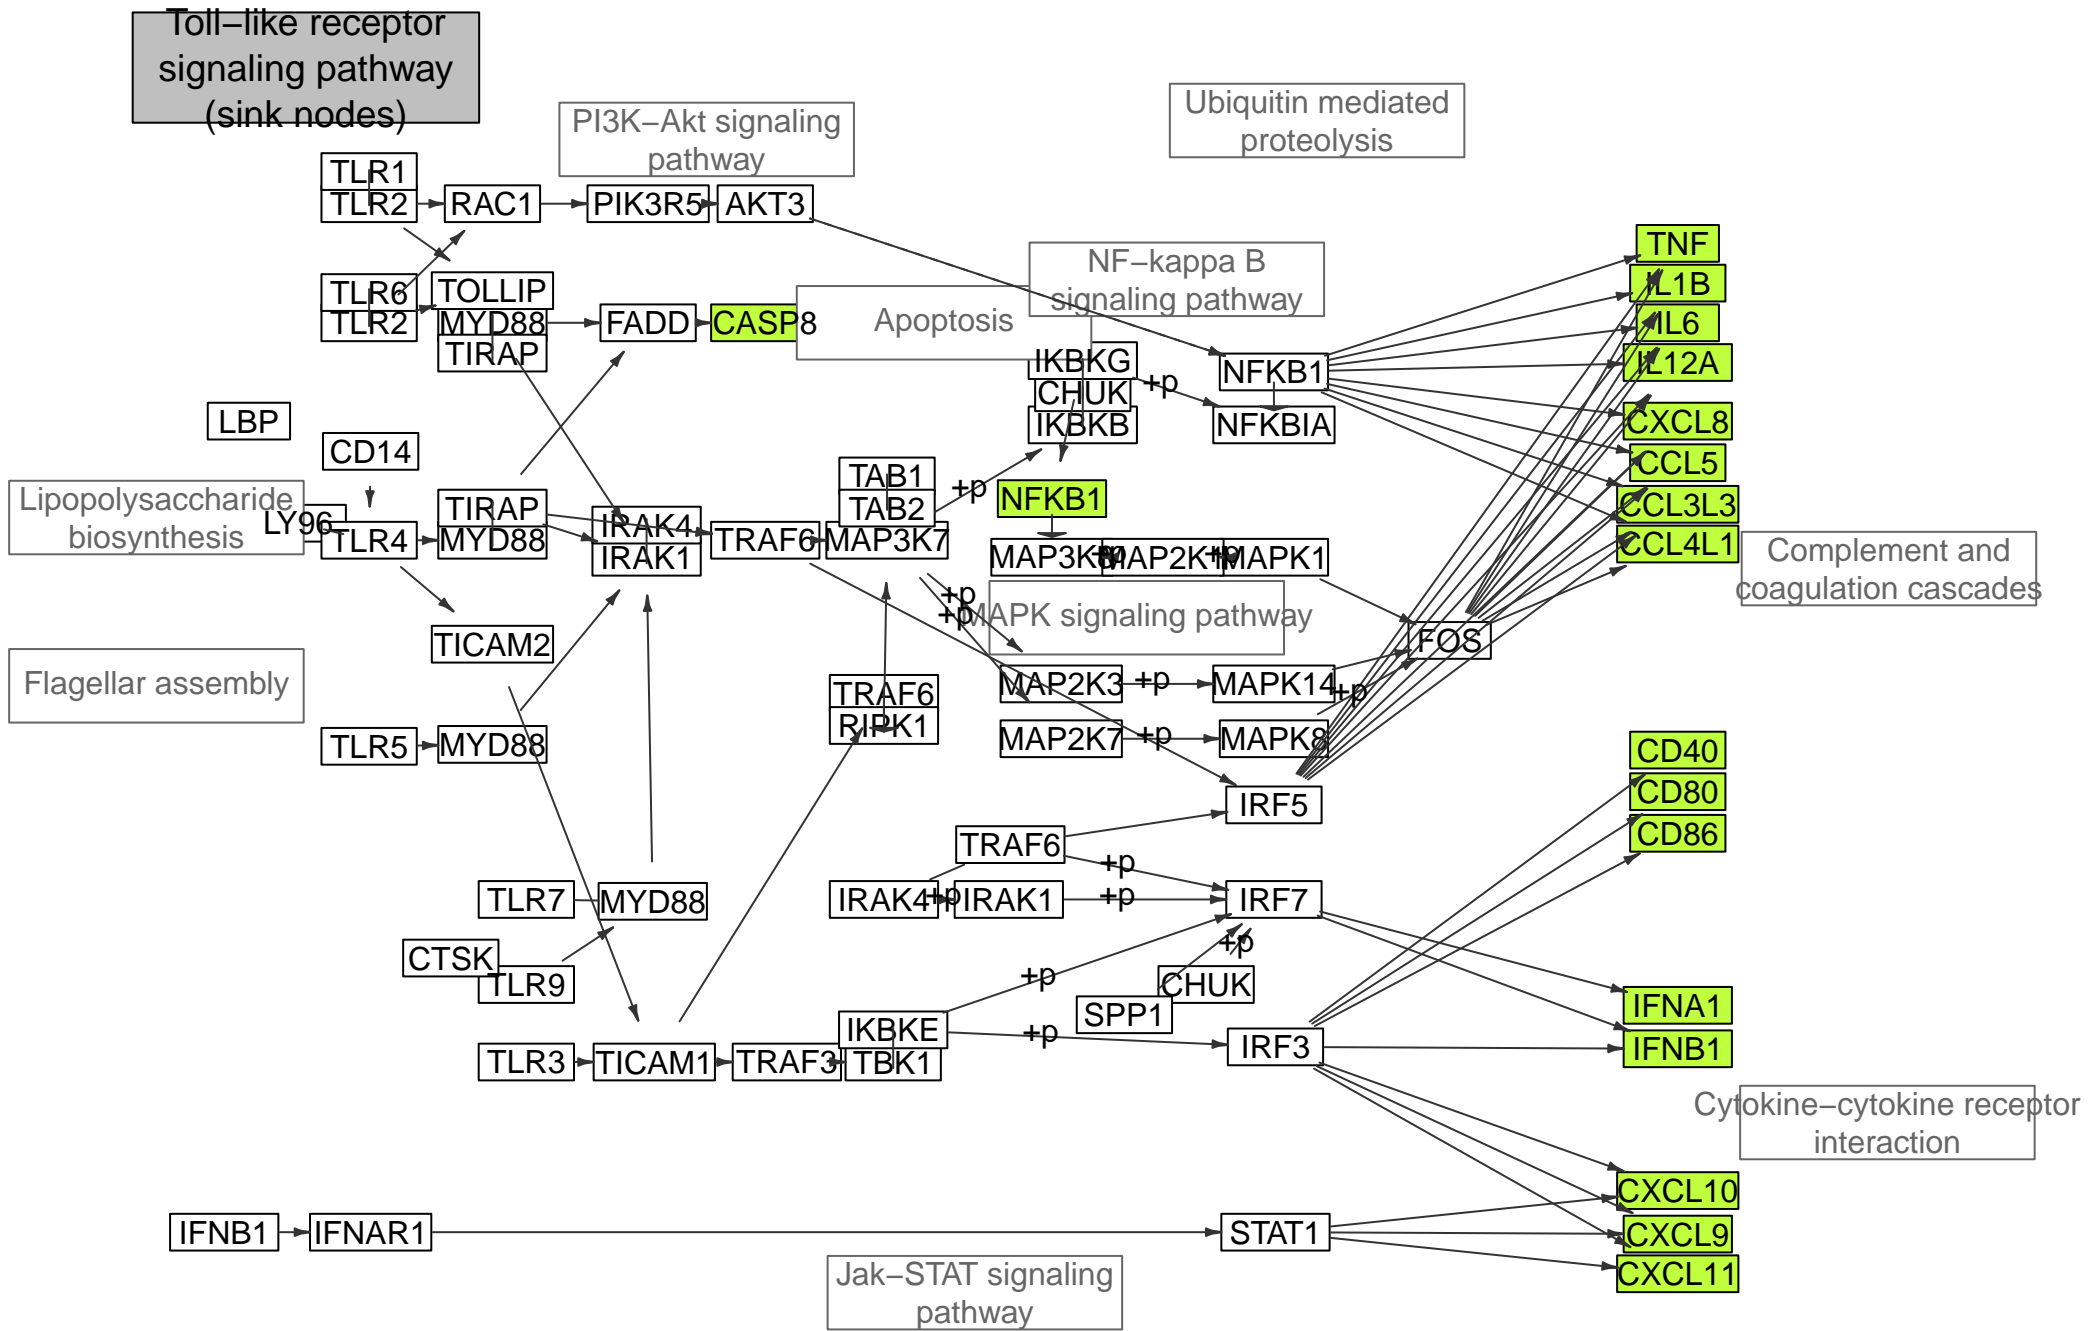 Toll−like receptor
signaling pathway
(sink nodes)
PI3K−Akt signaling
pathway
Ubiquitin mediated
proteolysis
TLR1
TLR2
RAC1
PIK3R5
AKT3
NF−kappa B
signaling pathway
TNF
IL1B
IL6
IL12A
TLR6
TLR2
TOLLIP
MYD88
TIRAP
FADD
CASP8
Apoptosis
IKBKG
CHUK
IKBKB
+p
NFKB1
NFKBIA
CXCL8
CCL5
CCL3L3
CCL4L1
LBP
CD14
Lipopolysaccharide
biosynthesis
LY96
TLR4
TIRAP
MYD88
IRAK4
IRAK1
TRAF6
TAB1
TAB2
MAP3K7
+p
NFKB1
MAP3K8
+p
MAP2K1
+p
MAPK1
Complement and
coagulation cascades
+p
+p
MAPK signaling pathway
FOS
TICAM2
Flagellar assembly
TRAF6
RIPK1
MAP2K3
+p
MAPK14
+p
TLR5
MYD88
MAP2K7
+p
MAPK8
CD40
CD80
CD86
IRF5
TRAF6
+p
TLR7
MYD88
IRAK4
+p
IRAK1
+p
IRF7
+p
CTSK
TLR9
+p
CHUK
SPP1
IFNA1
IFNB1
TLR3
TICAM1
TRAF3
IKBKE
TBK1
+p
IRF3
Cytokine−cytokine receptor
interaction
CXCL10
CXCL9
CXCL11
IFNB1
IFNAR1
STAT1
Jak−STAT signaling
pathway